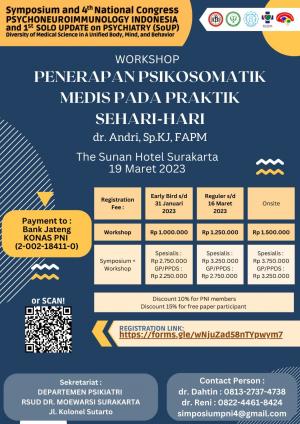 Symposium and 4th National Congress
PSYCHONEUROIMMUNOLOGY INDONESIA
and 1st SOLO UPDATE on PSYCHIATRY (SoUP)
Diversity of Medical Science in a Unified Body, Mind, and Behavior
WORKSHOP
PENERAPAN PSIKOSOMATIK
MEDIS PADA PRAKTIK
SEHARI-HARI
dr. Andri, Sp.KJ, FAPM
The Sunan Hotel Surakarta
19 Maret 2023
Payment to :
Bank Jateng
KONAS PNI
(2-002-18411-0)
Registration Fee :
Early Bird s/d 31 Januari 2023
Reguler s/d 16 Maret 2023
Onsite
Workshop
Rp 1.000.000
Rp 1.250.000
Rp 1.500.000
Symposium + Workshop
Spesialis : Rp 2.750.000
GP/PPDS : Rp 2.250.000
Spesialis : Rp 3.250.000
GP/PPDS : Rp 2.750.000
Spesialis : Rp 3.750.000
GP/PPDS : Rp 3.250.000
Discount 10% for PNI members
Discount 15% for free paper participant
or SCAN!
REGISTRATION LINK:
https://forms.gle/wNjuZad58nTYpwvm7
Sekretariat :
DEPARTEMEN PSIKIATRI
RSUD DR. MOEWARSI SURAKARTA
Jl. Kolonel Sutarto
Contact Person :
dr. Dahtin : 0813-2737-4738
dr. Reni : 0822-4461-8424
simposiumpni4@gmail.com